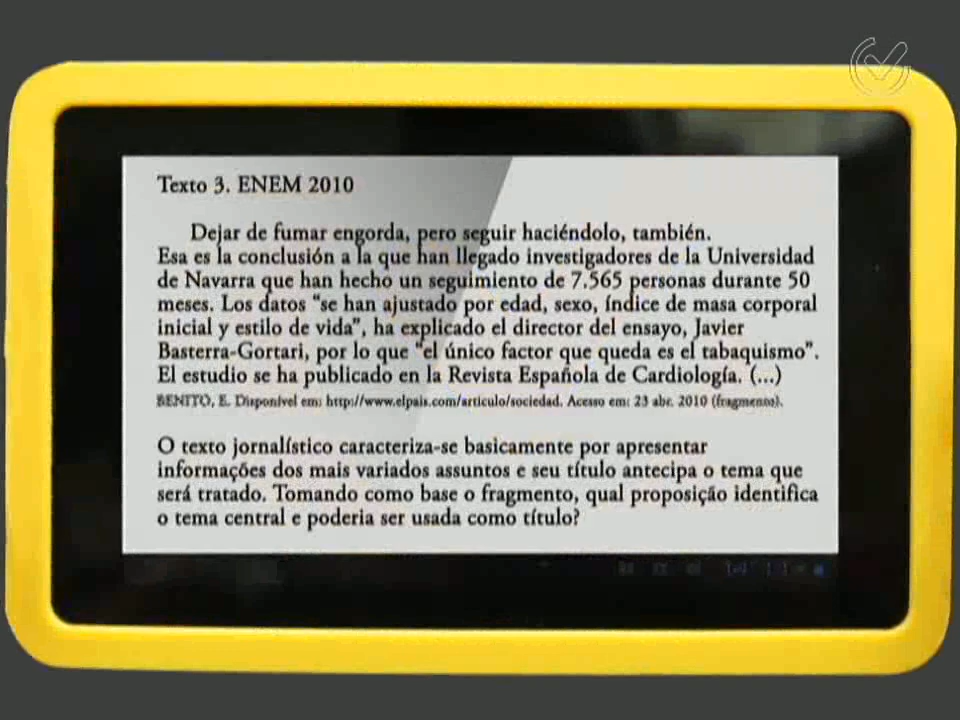 Texto 3. ENEM 2010
Dejar de fumar engorda, pero seguir haciéndolo, también.
Esa es la conclusión a la que han llegado investigadores de la Universidad
de Navarra que han hecho un seguimiento de 7.565 personas durante 50
meses. Los datos "se han ajustado por edad, sexo, índice de masa corporal
inicial y estilo de vida", ha explicado el director del ensayo, Javier
Basterra-Gortari, por lo que "el único factor que queda es el tabaquismo".
El estudio se ha publicado en la Revista Española de Cardiología. (...)
BENITO, E. Disponível em: http://www.elpais.com/articulo/sociedad. Acesso em: 23 abr. 2010 (fragmento).
O texto jornalístico caracteriza-se basicamente por apresentar
informações dos mais variados assuntos e seu título antecipa o tema que
será tratado. Tomando como base o fragmento, qual proposição identifica
o tema central e poderia ser usada como título?